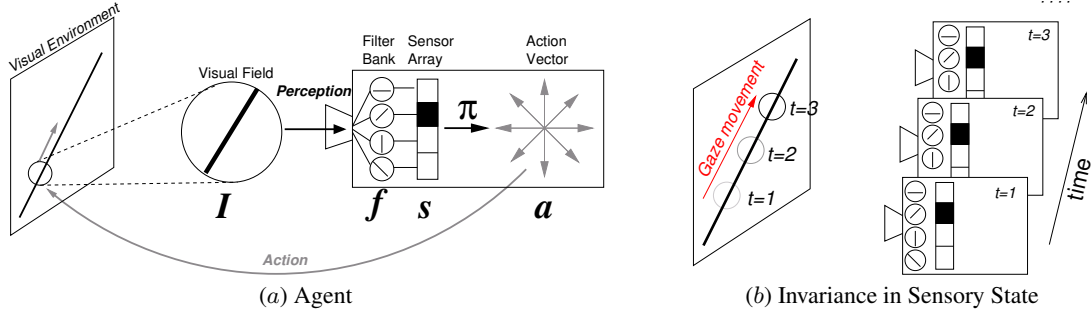 Visual Environment
Visual Field
Perception
Filter
Bank
Sensor
Array
Action
Vector
π
I
f
s
a
Action
(a) Agent
Gaze movement
t=1
t=2
t=3
t=3
t=2
t=1
time
....
(b) Invariance in Sensory State